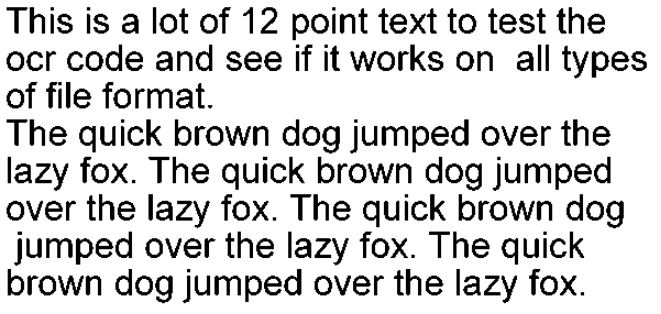 This is a lot of 12 point text to test the
ocr code and see if it works on  all types
of file format.
The quick brown dog jumped over the
lazy fox. The quick brown dog jumped
over the lazy fox. The quick brown dog
 jumped over the lazy fox. The quick
brown dog jumped over the lazy fox.